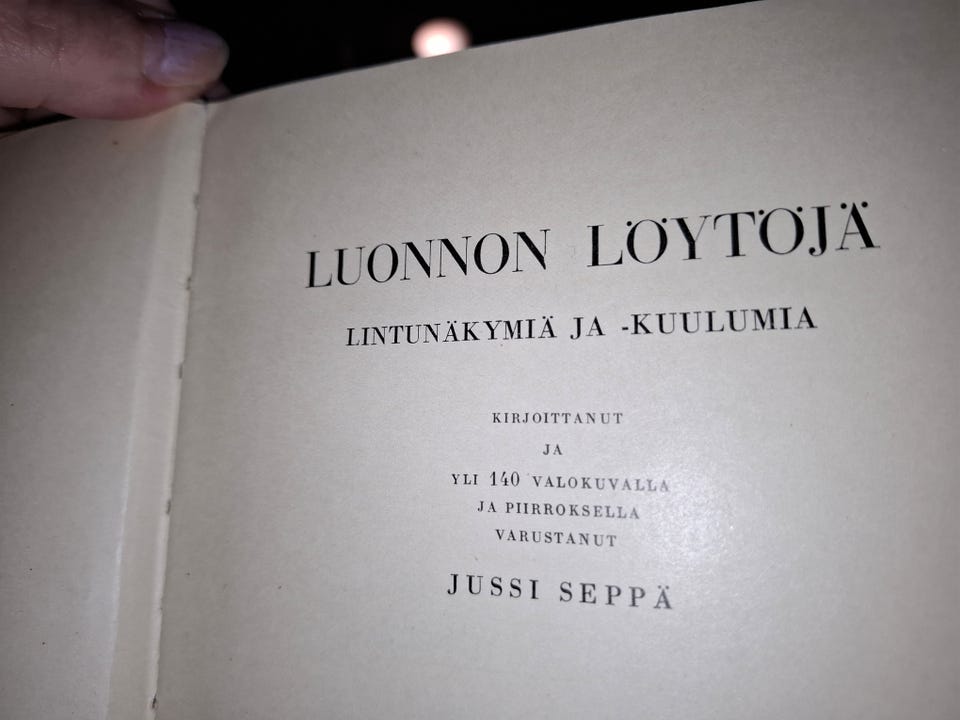 LUONNON LÖYTÖJÄ
LINTUNÄKYMIÄ JA -KUULUMIA
KIRJOITTANUT
JA
YLI 140 VALOKUVALLA
JA PIIRROKSELLA
VARUSTANUT
JUSSI SEPPÄ